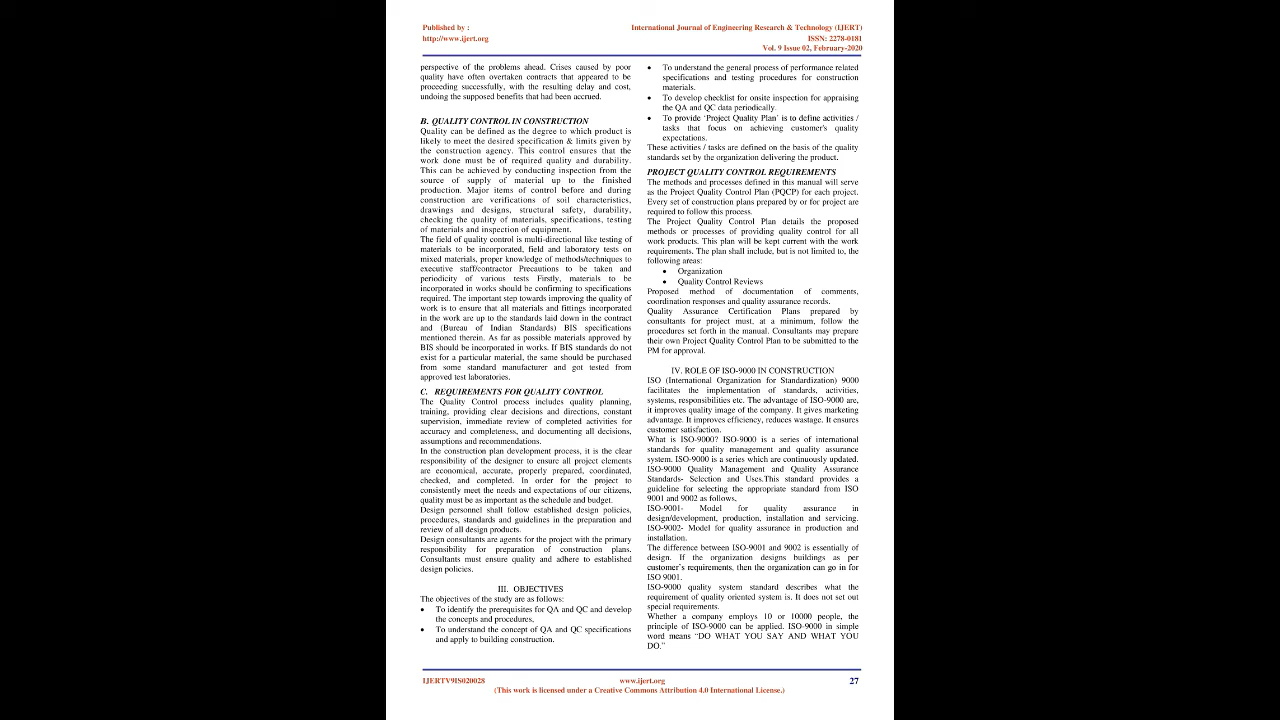 Published by :
http://www.ijert.org
International Journal of Engineering Research & Technology (IJERT)
ISSN: 2278-0181
Vol. 9 Issue 02, February-2020
perspective of the problems ahead. Crises caused by poor
quality have often overtaken contracts that appeared to be
proceeding successfully, with the resulting delay and cost,
undoing the supposed benefits that had been accrued.
B. QUALITY CONTROL IN CONSTRUCTION
Quality can be defined as the degree to which product is
likely to meet the desired specification & limits given by
the construction agency. This control ensures that the
work done must be of required quality and durability.
This can be achieved by conducting inspection from the
source of supply of material up to the finished
production. Major items of control before and during
construction are verifications of soil characteristics,
drawings and designs, structural safety, durability,
checking the quality of materials, specifications, testing
of materials and inspection of equipment.
The field of quality control is multi-directional like testing of
materials to be incorporated, field and laboratory tests on
mixed materials, proper knowledge of methods/techniques to
executive staff/contractor Precautions to be taken and
periodicity of various tests Firstly, materials to be
incorporated in works should be confirming to specifications
required. The important step towards improving the quality of
work is to ensure that all materials and fittings incorporated
in the work are up to the standards laid down in the contract
and (Bureau of Indian Standards) BIS specifications
mentioned therein. As far as possible materials approved by
BIS should be incorporated in works. If BIS standards do not
exist for a particular material, the same should be purchased
from some standard manufacturer and got tested from
approved test laboratories.
C. REQUIREMENTS FOR QUALITY CONTROL
The Quality Control process includes quality planning,
training, providing clear decisions and directions, constant
supervision, immediate review of completed activities for
accuracy and completeness, and documenting all decisions,
assumptions and recommendations.
In the construction plan development process, it is the clear
responsibility of the designer to ensure all project elements
are economical, accurate, properly prepared, coordinated,
checked, and completed. In order for the project to
consistently meet the needs and expectations of our citizens,
quality must be as important as the schedule and budget.
Design personnel shall follow established design policies,
procedures, standards and guidelines in the preparation and
review of all design products.
Design consultants are agents for the project with the primary
responsibility for preparation of construction plans.
Consultants must ensure quality and adhere to established
design policies.
III. OBJECTIVES
The objectives of the study are as follows:
• To identify the prerequisites for QA and QC and develop
the concepts and procedures,
• To understand the concept of QA and QC specifications
and apply to building construction.
• To understand the general process of performance related
specifications and testing procedures for construction
materials.
• To develop checklist for onsite inspection for appraising
the QA and QC data periodically.
• To provide ‘Project Quality Plan’ is to define activities /
tasks that focus on achieving customer's quality
expectations.
These activities / tasks are defined on the basis of the quality
standards set by the organization delivering the product.
PROJECT QUALITY CONTROL REQUIREMENTS
The methods and processes defined in this manual will serve
as the Project Quality Control Plan (PQCP) for each project.
Every set of construction plans prepared by or for project are
required to follow this process.
The Project Quality Control Plan details the proposed
methods or processes of providing quality control for all
work products. This plan will be kept current with the work
requirements. The plan shall include, but is not limited to, the
following areas:
• Organization
• Quality Control Reviews
Proposed method of documentation of comments,
coordination responses and quality assurance records.
Quality Assurance Certification Plans prepared by
consultants for project must, at a minimum, follow the
procedures set forth in the manual. Consultants may prepare
their own Project Quality Control Plan to be submitted to the
PM for approval.
IV. ROLE OF ISO-9000 IN CONSTRUCTION
ISO (International Organization for Standardization) 9000
facilitates the implementation of standards, activities,
systems, responsibilities etc. The advantage of ISO-9000 are,
it improves quality image of the company. It gives marketing
advantage. It improves efficiency, reduces wastage. It ensures
customer satisfaction.
What is ISO-9000? ISO-9000 is a series of international
standards for quality management and quality assurance
system. ISO-9000 is a series which are continuously updated.
ISO-9000 Quality Management and Quality Assurance
Standards- Selection and Uses.This standard provides a
guideline for selecting the appropriate standard from ISO
9001 and 9002 as follows,
ISO-9001- Model for quality assurance in
design/development, production, installation and servicing.
ISO-9002- Model for quality assurance in production and
installation.
The difference between ISO-9001 and 9002 is essentially of
design. If the organization designs buildings as per
customer’s requirements, then the organization can go in for
ISO 9001.
ISO-9000 quality system standard describes what the
requirement of quality oriented system is. It does not set out
special requirements.
Whether a company employs 10 or 10000 people, the
principle of ISO-9000 can be applied. ISO-9000 in simple
word means “DO WHAT YOU SAY AND WHAT YOU
DO.”
IJERTV9IS020028
www.ijert.org
27
(This work is licensed under a Creative Commons Attribution 4.0 International License.)